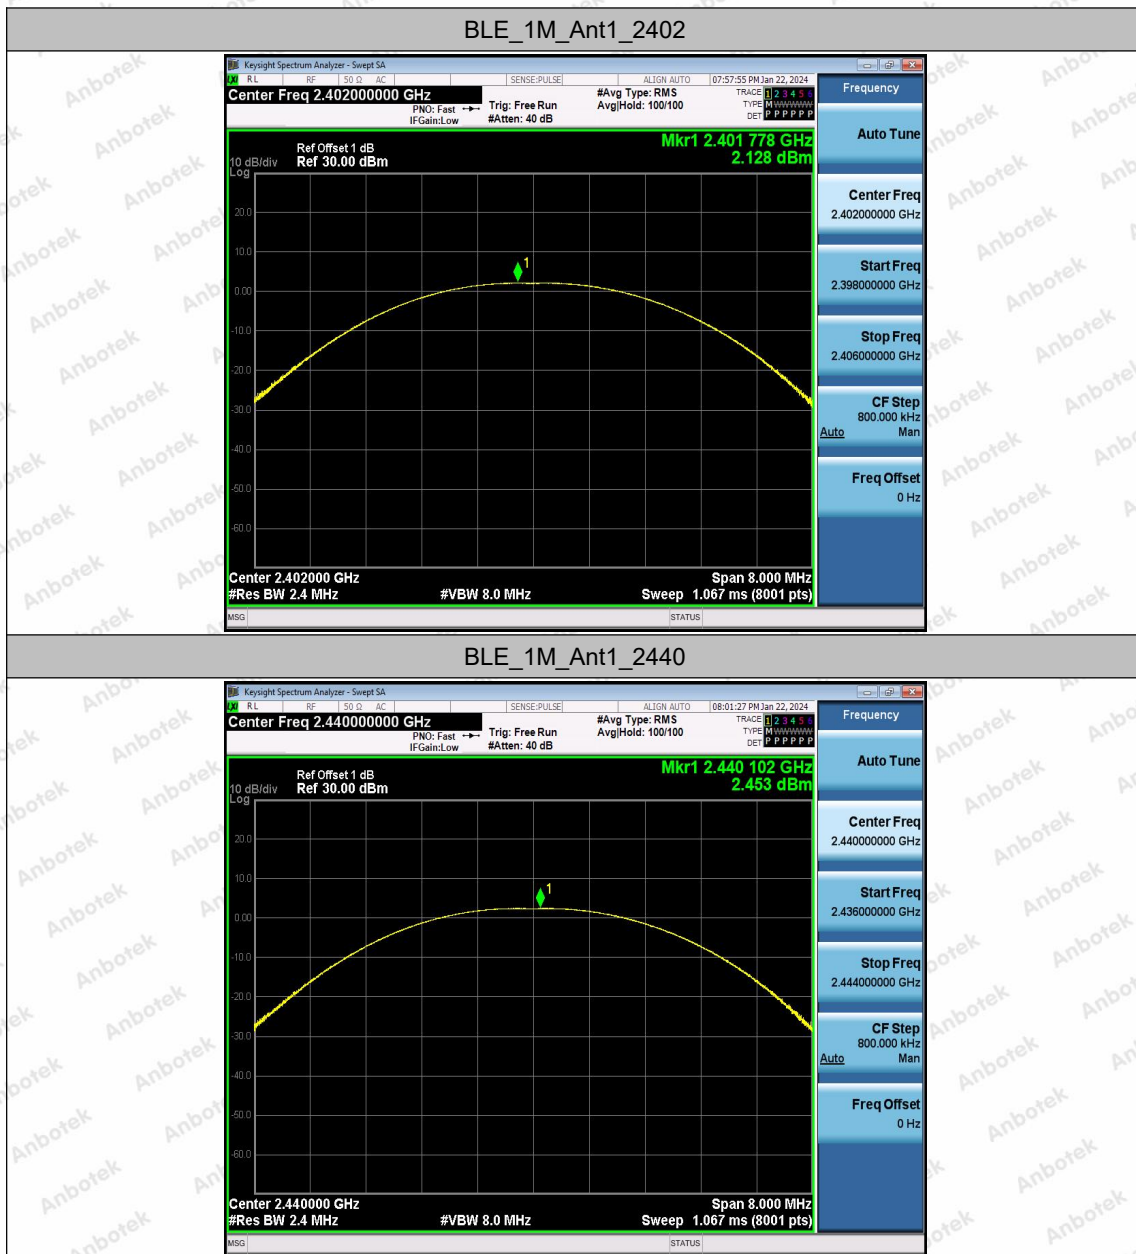 BLE_1M_Ant1_2402
Keysight Spectrum Analyzer - Swept SA
LXI RL RF 50 Ω AC SENSE:PULSE ALIGN AUTO 07:57:55 PM Jan 22, 2024
Center Freq 2.402000000 GHz #Avg Type: RMS TRACE 1 2 3 4 5 6 Frequency
PNO: Fast Trig: Free Run Avg|Hold: 100/100 TYPE M WWWWW
IFGain:Low #Atten: 40 dB DET P P P P P P
Auto Tune
Mkr1 2.401 778 GHz
Ref Offset 1 dB
10 dB/div Ref 30.00 dBm 2.128 dBm
Log
Center Freq
2.402000000 GHz
20.0
10.0
1
Start Freq
2.398000000 GHz
0.00
-10.0
Stop Freq
2.406000000 GHz
-20.0
-30.0
CF Step
800.000 kHz
Auto Man
-40.0
Freq Offset
0 Hz
-50.0
-60.0
Center 2.402000 GHz Span 8.000 MHz
#Res BW 2.4 MHz #VBW 8.0 MHz Sweep 1.067 ms (8001 pts)
MSG STATUS
BLE_1M_Ant1_2440
Keysight Spectrum Analyzer - Swept SA
LXI RL RF 50 Ω AC SENSE:PULSE ALIGN AUTO 08:01:27 PM Jan 22, 2024
Center Freq 2.440000000 GHz #Avg Type: RMS TRACE 1 2 3 4 5 6 Frequency
PNO: Fast Trig: Free Run Avg|Hold: 100/100 TYPE M WWWWW
IFGain:Low #Atten: 40 dB DET P P P P P P
Auto Tune
Mkr1 2.440 102 GHz
Ref Offset 1 dB
10 dB/div Ref 30.00 dBm 2.453 dBm
Log
Center Freq
2.440000000 GHz
20.0
10.0
1
Start Freq
2.436000000 GHz
0.00
-10.0
Stop Freq
2.444000000 GHz
-20.0
-30.0
CF Step
800.000 kHz
Auto Man
-40.0
Freq Offset
0 Hz
-50.0
-60.0
Center 2.440000 GHz Span 8.000 MHz
#Res BW 2.4 MHz #VBW 8.0 MHz Sweep 1.067 ms (8001 pts)
MSG STATUS
Anbotek